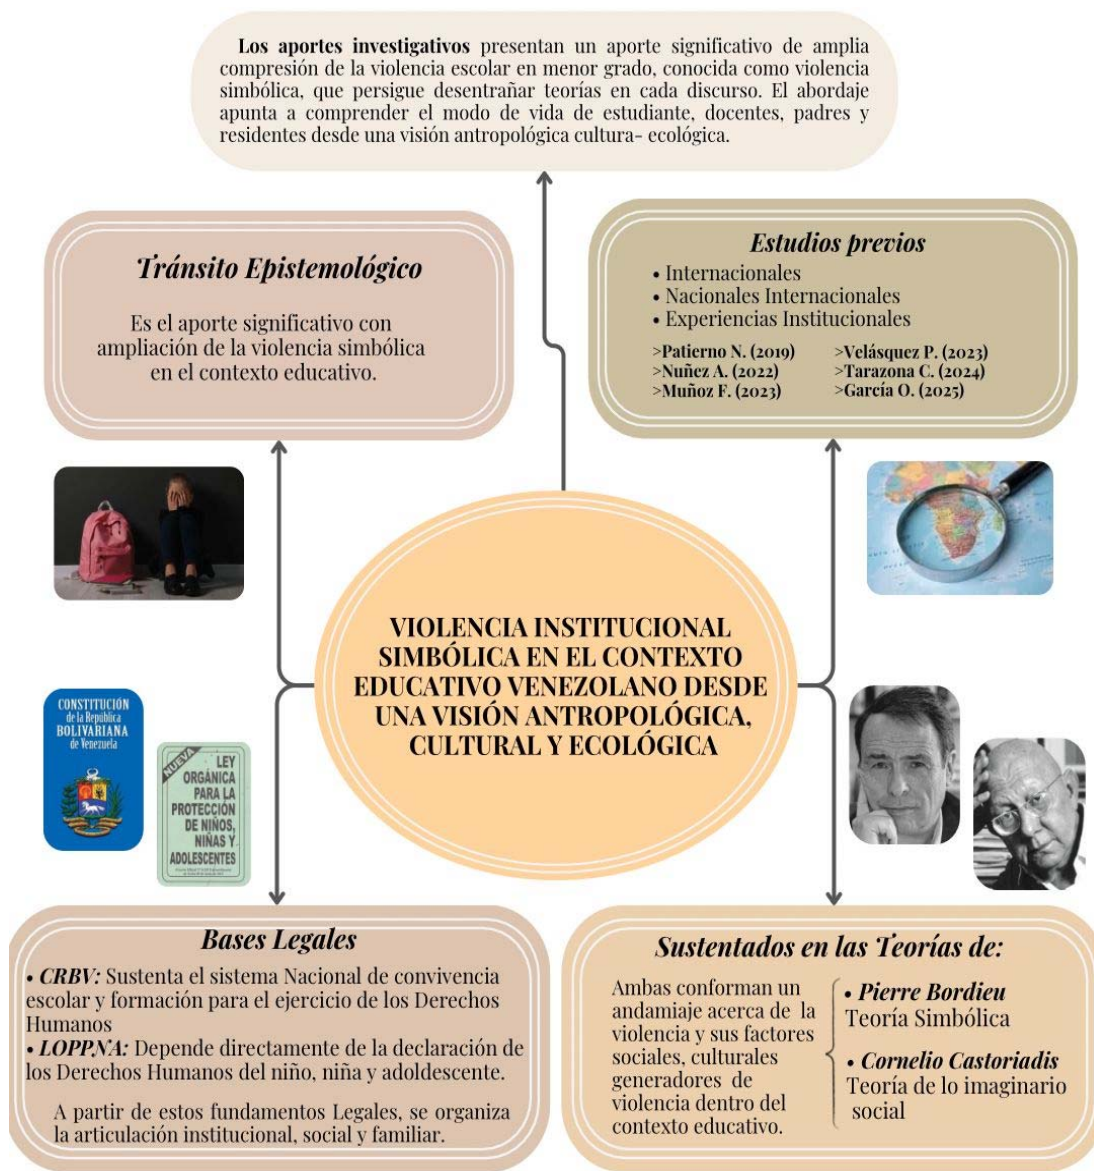 Los aportes investigativos presentan un aporte significativo de amplia
compresión de la violencia escolar en menor grado, conocida como violencia
simbólica, que persigue desentrañar teorías en cada discurso. El abordaje
apunta a comprender el modo de vida de estudiante, docentes, padres y
residentes desde una visión antropológica cultura- ecológica.
Tránsito Epistemológico
Es el aporte significativo con
ampliación de la violencia simbólica
en el contexto educativo.
Estudios previos
• Internacionales
• Nacionales Internacionales
• Experiencias Institucionales
>Patierno N. (2019)
>Nuñez A. (2022)
>Muñoz F. (2023)
>Velásquez P. (2023)
>Tarazona C. (2024)
>García O. (2025)
VIOLENCIA INSTITUCIONAL
SIMBÓLICA EN EL CONTEXTO
EDUCATIVO VENEZOLANO DESDE
UNA VISIÓN ANTROPOLÓGICA,
CULTURAL Y ECOLÓGICA
CONSTITUCIÓN
de la República
BOLIVARIANA
de Venezuela
NUEVA
LEY
ORGÁNICA
PARA LA
PROTECCIÓN
DE NIÑOS,
NIÑAS Y
ADOLESCENTES
Bases Legales
• CRBV: Sustenta el sistema Nacional de convivencia
escolar y formación para el ejercicio de los Derechos
Humanos
• LOPPNA: Depende directamente de la declaración de
los Derechos Humanos del niño, niña y adoldescente.
A partir de estos fundamentos Legales, se organiza
la articulación institucional, social y familiar.
Sustentados en las Teorías de:
Ambas conforman un
andamiaje acerca de la
violencia y sus factores
sociales, culturales
generadores de
violencia dentro del
contexto educativo.
• Pierre Bordieu
Teoría Simbólica
• Cornelio Castoriadis
Teoría de lo imaginario
social